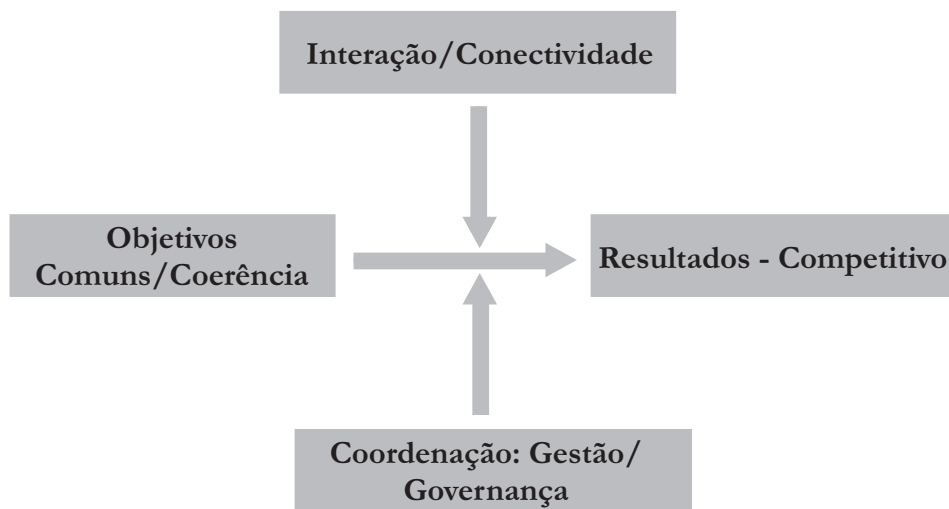 Interação/Conectividade
Objetivos
Comuns/Coerência
Resultados - Competitivo
Coordenação: Gestão/
Governança